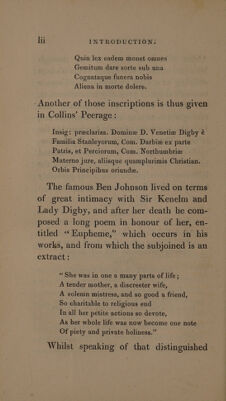 lii INTRODUCTION.
Quin lex eadem monet omnes
Gemitum dare sorte sub una
Cognataque funera nobis
Aliena in morte dolere.
Another of those inscriptions is thus given
in Collins' Peerage:
Insig: præclariss. Dominæ D. Venetiæ Digby è
Familia Stanleyorum, Com. Darbiæ ex parte
Patris, et Perciorum, Com. Northumbriæ
Materno jure, aliisque quamplurimis Christian.
Orbis Principibus oriundæ.
The famous Ben Johnson lived on terms
of great intimacy with Sir Kenelm and
Lady Digby, and after her death he com-
posed a long poem in honour of her, en-
titled "Eupheme," which occurs in his
works, and from which the subjoined is an
extract:
"She was in one a many parts of life;
A tender mother, a discreeter wife,
A solemn mistress, and so good a friend,
So charitable to religious end
In all her petite actions so devote,
As her whole life was now become one note
Of piety and private holiness."
Whilst speaking of that distinguished